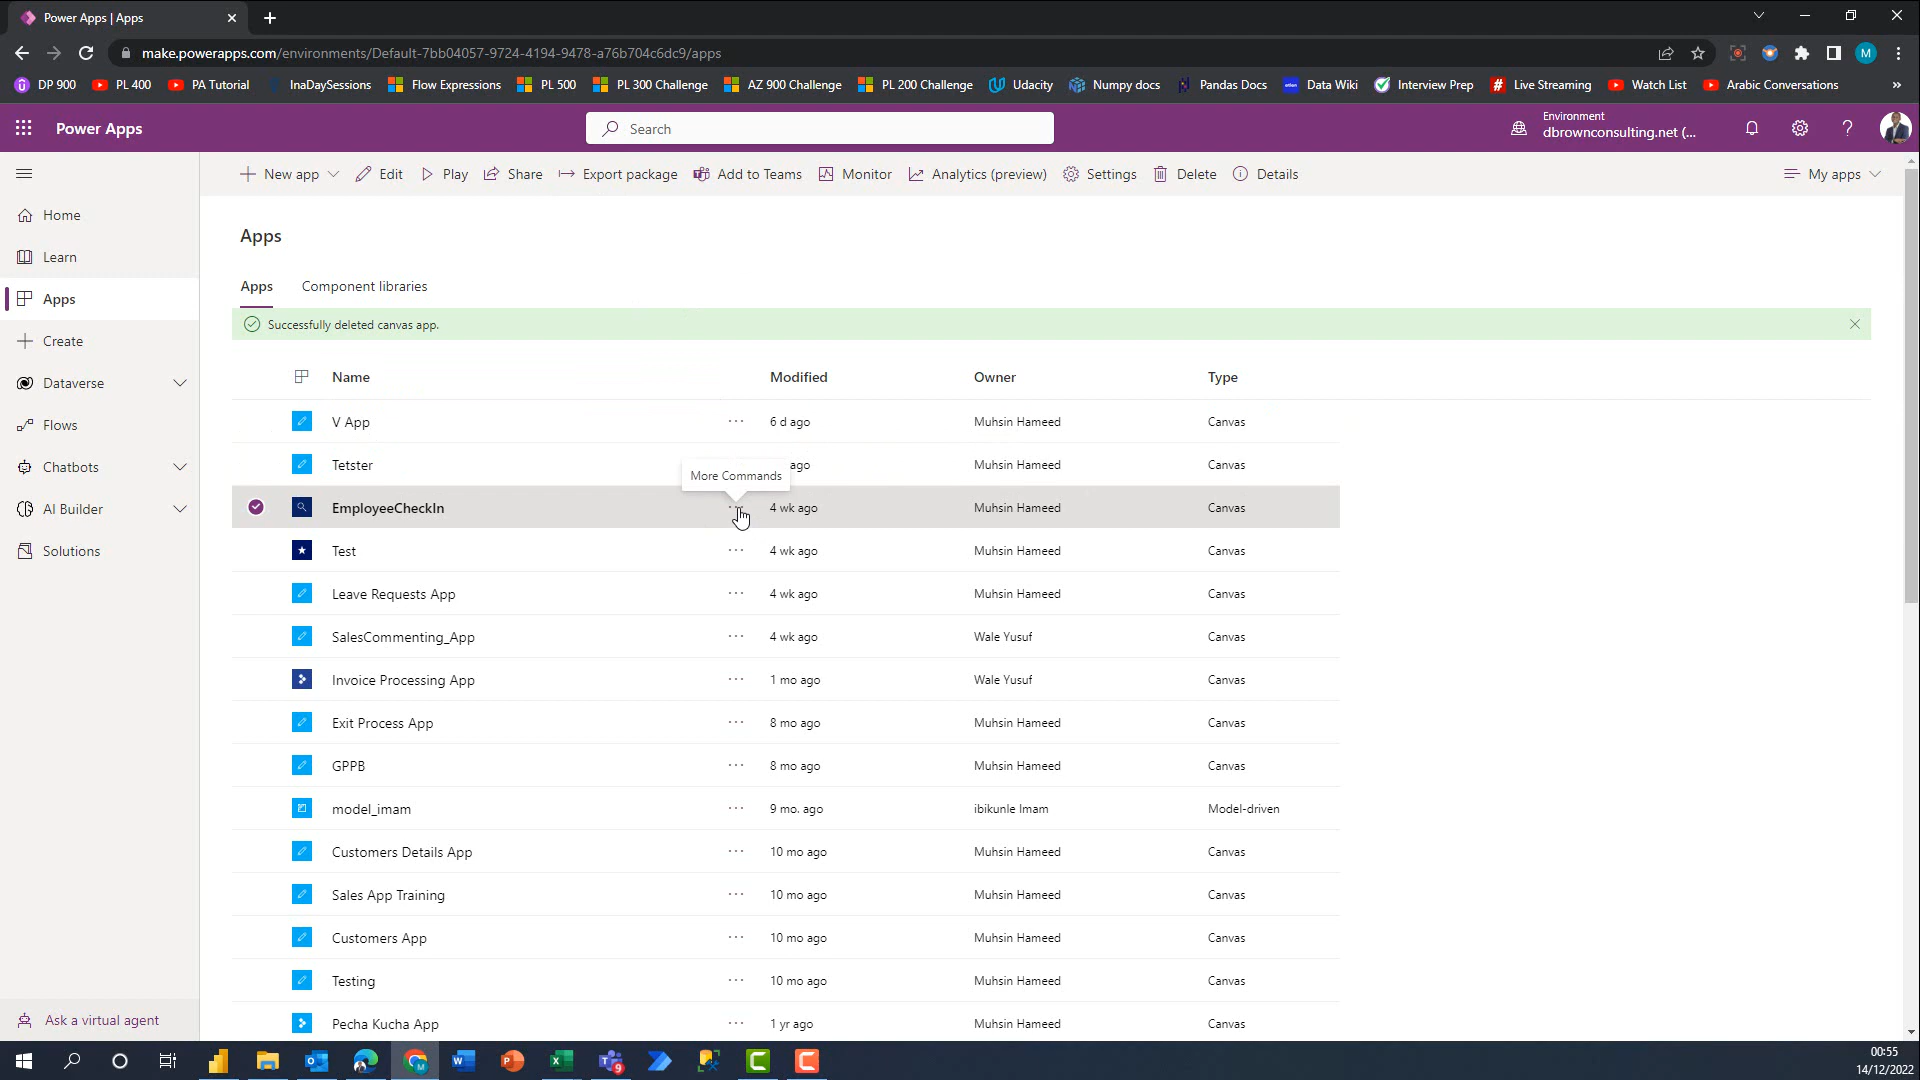 Power Apps | Apps
make.powerapps.com/environments/Default-7bb04057-9724-4194-9478-a76b704c6dc9/apps
M
DP 900 PL 400 PA Tutorial InaDaySessions Flow Expressions PL 500 PL 300 Challenge AZ 900 Challenge PL 200 Challenge Udacity Numpy docs Pandas Docs Data Wiki Interview Prep Live Streaming Watch List Arabic Conversations
Power Apps
Search
Environment
dbrownconsulting.net (...
New app Edit Play Share Export package Add to Teams Monitor Analytics (preview) Settings Delete Details My apps
Home
Learn
Apps
Create
Dataverse
Flows
Chatbots
AI Builder
Solutions
Ask a virtual agent
Apps
Apps Component libraries
Successfully deleted canvas app.
Name Modified Owner Type
V App 6 d ago Muhsin Hameed Canvas
Tetster ago Muhsin Hameed Canvas
More Commands
EmployeeCheckIn 4 wk ago Muhsin Hameed Canvas
Test 4 wk ago Muhsin Hameed Canvas
Leave Requests App 4 wk ago Muhsin Hameed Canvas
SalesCommenting_App 4 wk ago Wale Yusuf Canvas
Invoice Processing App 1 mo ago Wale Yusuf Canvas
Exit Process App 8 mo ago Muhsin Hameed Canvas
GPPB 8 mo ago Muhsin Hameed Canvas
model_imam 9 mo. ago ibikunle Imam Model-driven
Customers Details App 10 mo ago Muhsin Hameed Canvas
Sales App Training 10 mo ago Muhsin Hameed Canvas
Customers App 10 mo ago Muhsin Hameed Canvas
Testing 10 mo ago Muhsin Hameed Canvas
Pecha Kucha App 1 yr ago Muhsin Hameed Canvas
9
00:55
14/12/2022